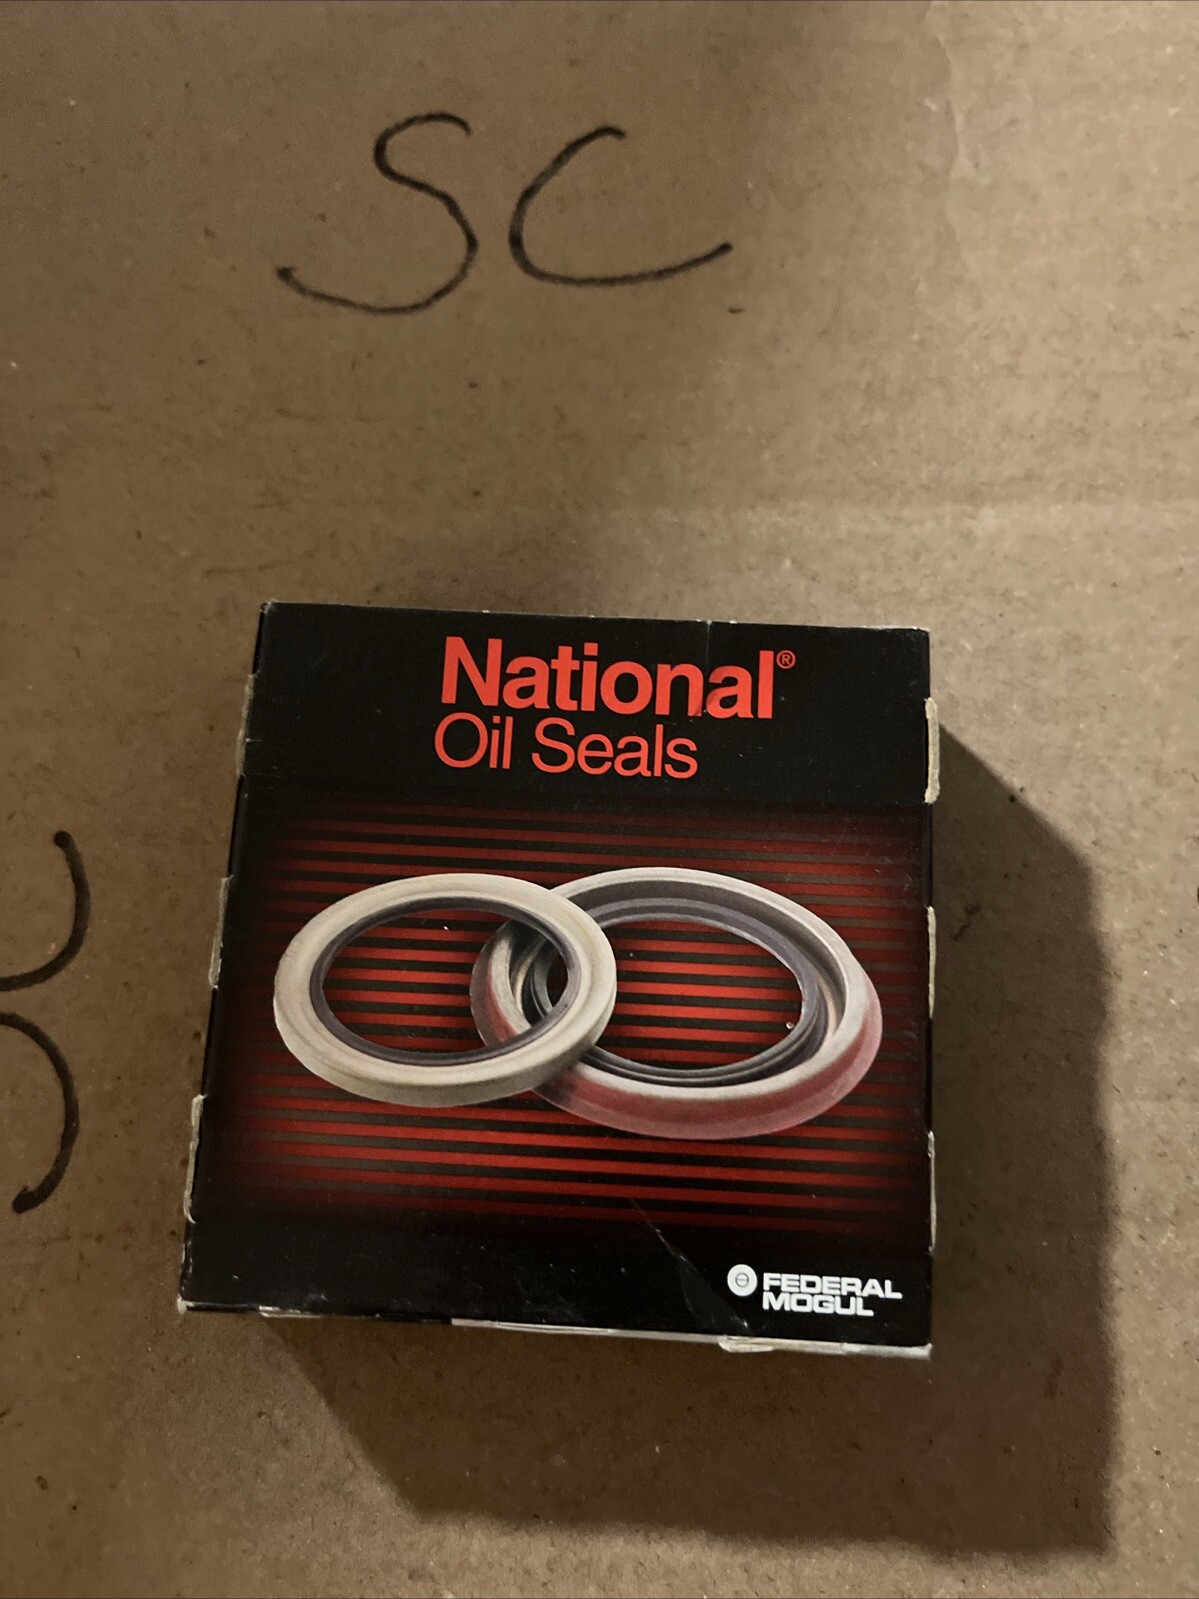 SC
National®
Oil Seals
FEDERAL
MOGUL